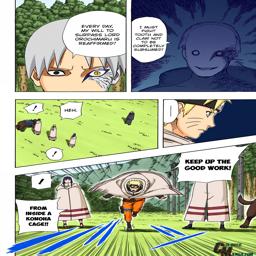 EVERY DAY,
MY WILL TO
SURPASS LORD
OROCHIMARU IS
REAFFIRMED!
I MUST
FIGHT
TOOTH AND
CLAW NOT
TO BE
COMPLETELY
SUBSUMED!
!
HEH.
!
KEEP UP THE
GOOD WORK!
FROM
INSIDE A
KONOHA
CAGE!!